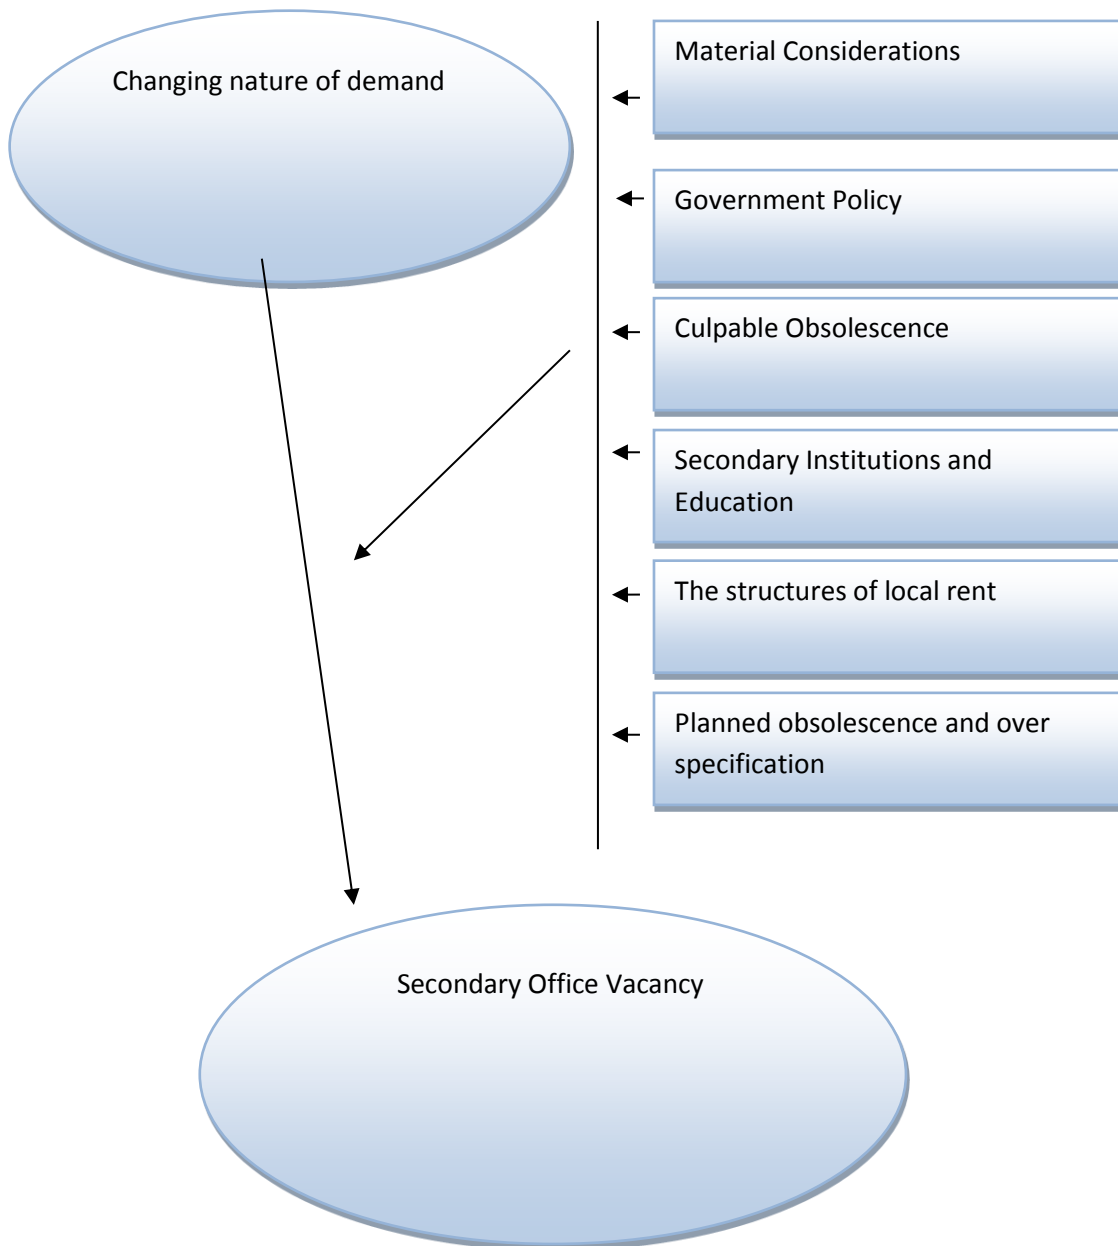 Changing nature of demand
Material Considerations
Government Policy
Culpable Obsolescence
Secondary Institutions and
Education
The structures of local rent
Planned obsolescence and over
specification
Secondary Office Vacancy